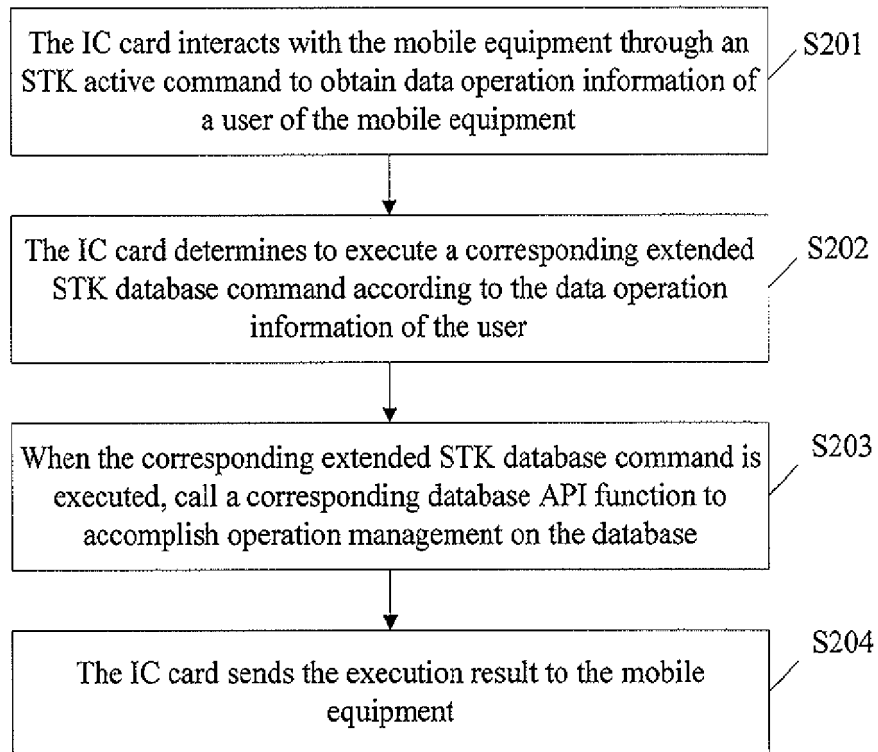 The IC card interacts with the mobile equipment through an
STK active command to obtain data operation information of
a user of the mobile equipment
S201
The IC card determines to execute a corresponding extended
STK database command according to the data operation
information of the user
S202
When the corresponding extended STK database command is
executed, call a corresponding database API function to
accomplish operation management on the database
S203
The IC card sends the execution result to the mobile
equipment
S204